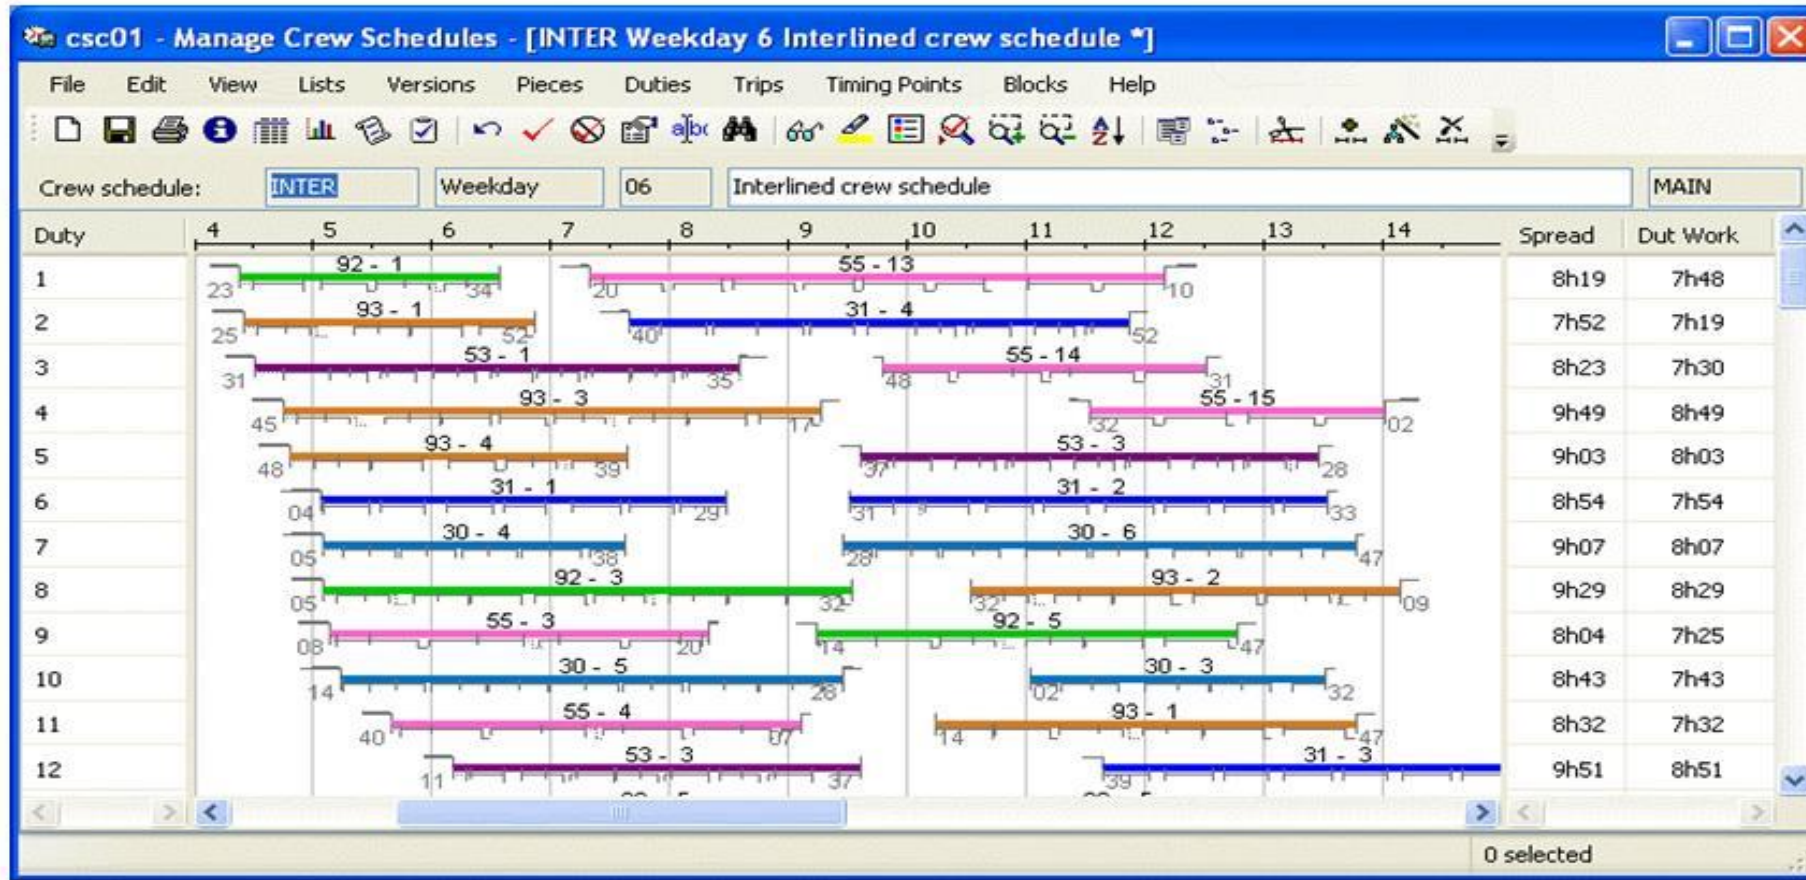 csc01 - Manage Crew Schedules - [INTER Weekday 6 Interlined crew schedule *]
File Edit View Lists Versions Pieces Duties Trips Timing Points Blocks Help
Crew schedule: INTER Weekday 06 Interlined crew schedule MAIN
Duty 4 5 6 7 8 9 10 11 12 13 14 Spread Dut Work
92 - 1 55 - 13
1 23 34 20 10 8h19 7h48
93 - 1 31 - 4
2 25 52 40 52 7h52 7h19
53 - 1 55 - 14
3 31 35 48 31 8h23 7h30
93 - 3 55 - 15
4 45 17 32 02 9h49 8h49
93 - 4 53 - 3
5 48 39 37 28 9h03 8h03
31 - 1 31 - 2
6 04 29 31 33 8h54 7h54
30 - 4 30 - 6
7 05 38 28 47 9h07 8h07
92 - 3 93 - 2
8 05 32 32 09 9h29 8h29
55 - 3 92 - 5
9 08 20 14 47 8h04 7h25
30 - 5 30 - 3
10 14 28 02 32 8h43 7h43
55 - 4 93 - 1
11 40 07 14 47 8h32 7h32
53 - 3 31 - 3
12 11 37 39 9h51 8h51
0 selected